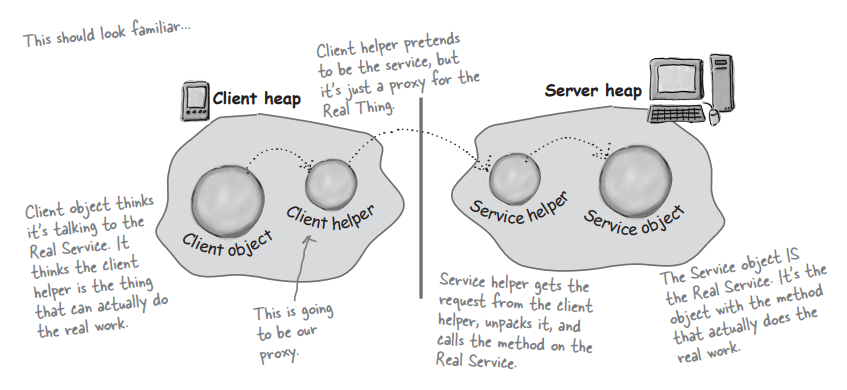 This should look familiar...
Client helper pretends
to be the service, but
it's just a proxy for the
Real Thing.
Client heap
Server heap
Client object thinks
it's talking to the
Real Service. It
thinks the client
helper is the thing
that can actually do
the real work.
Client object
Client helper
This is going
to be our
proxy.
Service helper
Service object
Service helper gets the
request from the client
helper, unpacks it, and
calls the method on the
Real Service.
The Service object IS
the Real Service. It's the
object with the method
that actually does the
real work.